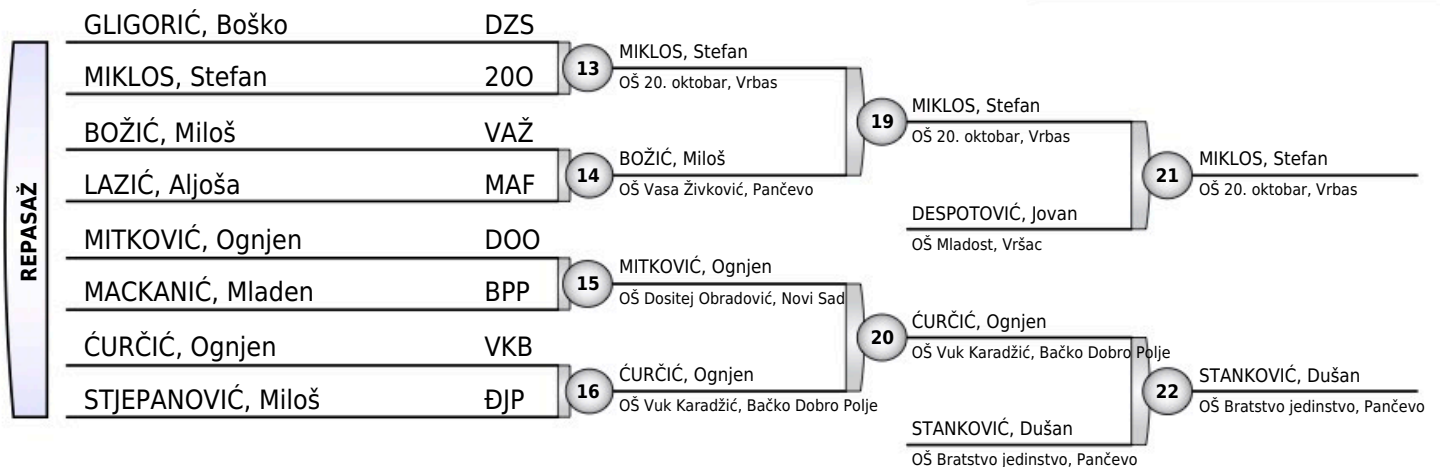 REPASAŽ
GLIGORIĆ, Boško DZS
MIKLOS, Stefan 20O
BOŽIĆ, Miloš VAŽ
LAZIĆ, Aljoša MAF
MITKOVIĆ, Ognjen DOO
MACKANIĆ, Mladen BPP
ĆURČIĆ, Ognjen VKB
STJEPANOVIĆ, Miloš ĐJP
13
MIKLOS, Stefan
OŠ 20. oktobar, Vrbas
14
BOŽIĆ, Miloš
OŠ Vasa Živković, Pančevo
15
MITKOVIĆ, Ognjen
OŠ Dositej Obradović, Novi Sad
16
ĆURČIĆ, Ognjen
OŠ Vuk Karadžić, Bačko Dobro Polje
19
MIKLOS, Stefan
OŠ 20. oktobar, Vrbas
DESPOTOVIĆ, Jovan
OŠ Mladost, Vršac
20
ĆURČIĆ, Ognjen
OŠ Vuk Karadžić, Bačko Dobro Polje
STANKOVIĆ, Dušan
OŠ Bratstvo jedinstvo, Pančevo
21
MIKLOS, Stefan
OŠ 20. oktobar, Vrbas
22
STANKOVIĆ, Dušan
OŠ Bratstvo jedinstvo, Pančevo